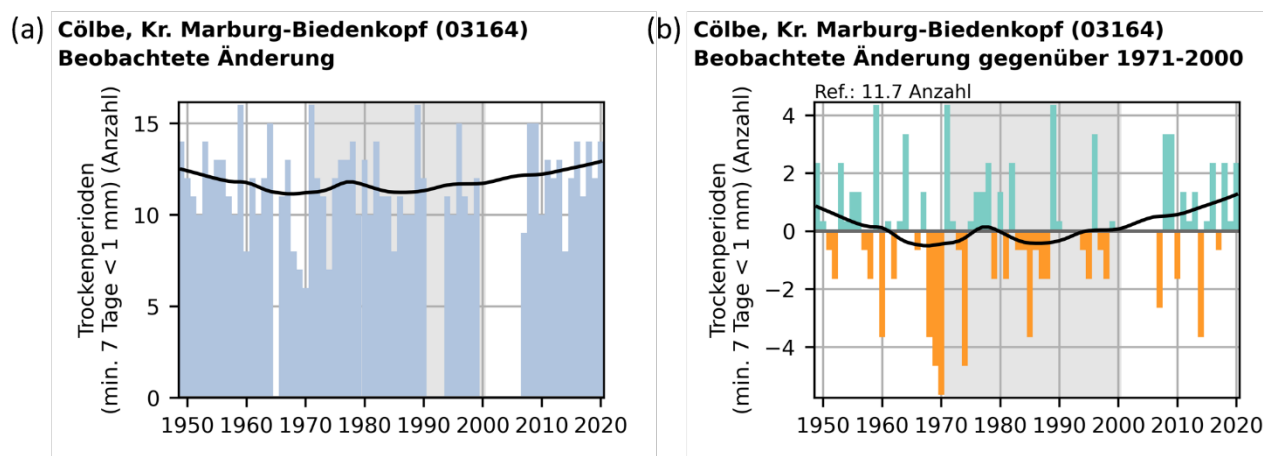 (a) Cölbe, Kr. Marburg-Biedenkopf (03164)
Beobachtete Änderung
Trockenperioden
(min. 7 Tage < 1 mm) (Anzahl)
15
10
5
0
1950 1960 1970 1980 1990 2000 2010 2020
(b) Cölbe, Kr. Marburg-Biedenkopf (03164)
Beobachtete Änderung gegenüber 1971-2000
Ref.: 11.7 Anzahl
Trockenperioden
(min. 7 Tage < 1 mm) (Anzahl)
4
2
0
−2
−4
1950 1960 1970 1980 1990 2000 2010 2020